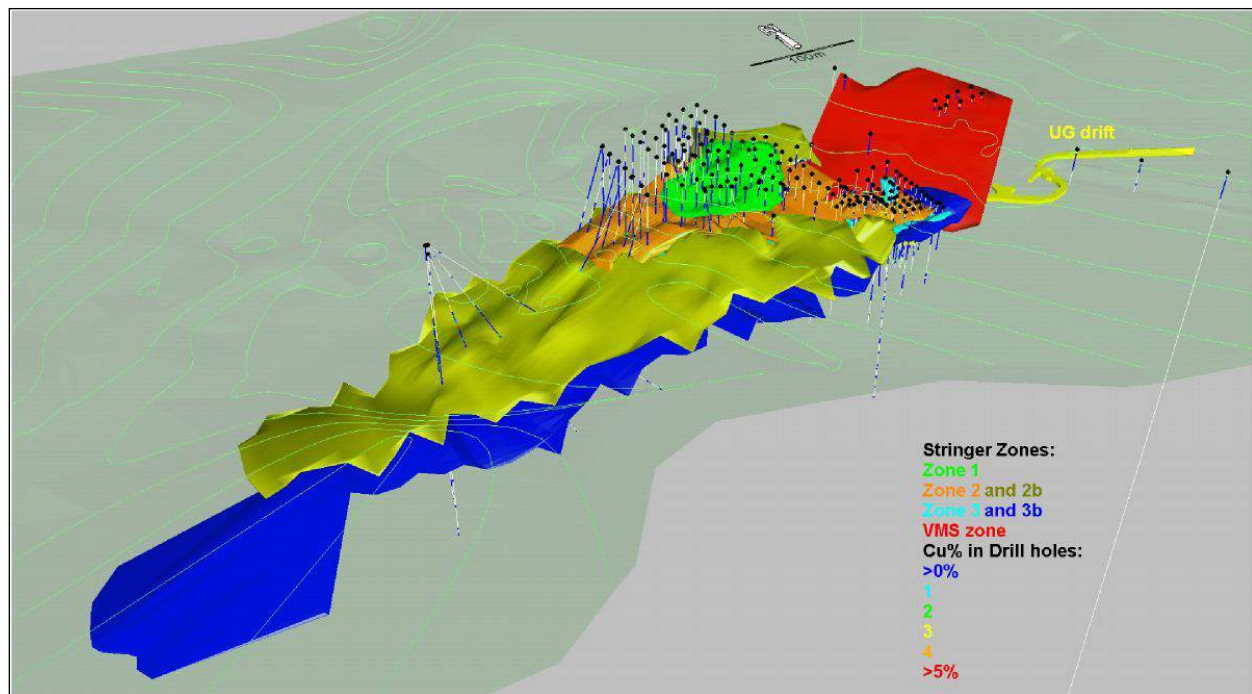 100m
UG drift
Stringer Zones:
Zone 1
Zone 2 and 2b
Zone 3 and 3b
VMS zone
Cu% in Drill holes:
>0%
1
2
3
4
>5%